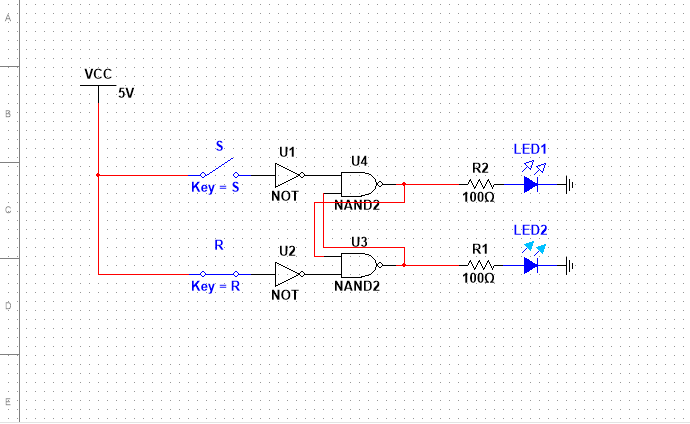 A
VCC
5V
B
S
Key = S
U1
NOT
U4
NAND2
R2
100Ω
LED1
C
R
Key = R
U2
NOT
U3
NAND2
R1
100Ω
LED2
D
E